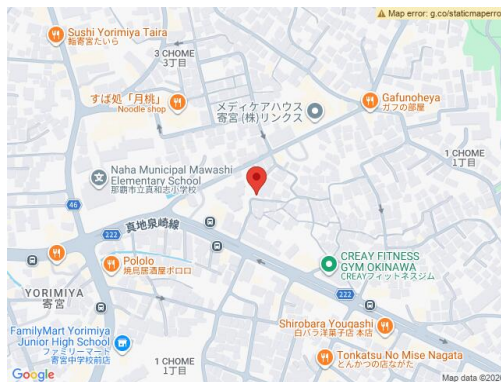 Map error: g.co/staticmaperro
Sushi Yorimiya Taira
鮨寄宮たいら
3 CHOME
3丁目
すば処「月桃」
Noodle shop
メディケアハウス
寄宮 (株)リンクス
Gafunoheya
ガフの部屋
1 CHOME
1丁目
Naha Municipal Mawashi
Elementary School
那覇市立真和志小学校
46
222
真地泉崎線
Pololo
焼鳥居酒屋ポロロ
YORIMIYA
寄宮
CREAY FITNESS
GYM OKINAWA
CREAYフィットネスジム
222
FamilyMart Yorimiya
Junior High School
ファミリーマート
寄宮中学校前店
Shirobara Yougashi
白バラ洋菓子店 本店
1 CHOME
1丁目
Tonkatsu No Mise Nagata
とんかつの店ながた
Google
Map data ©202